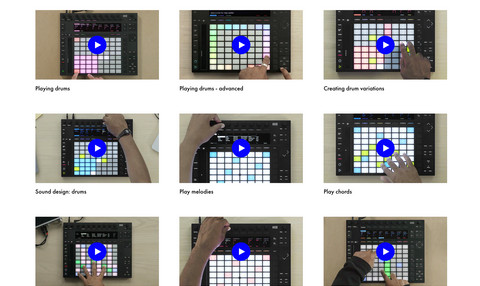 Playing drums
Playing drums - advanced
Creating drum variations
Sound design: drums
Play melodies
Play chords